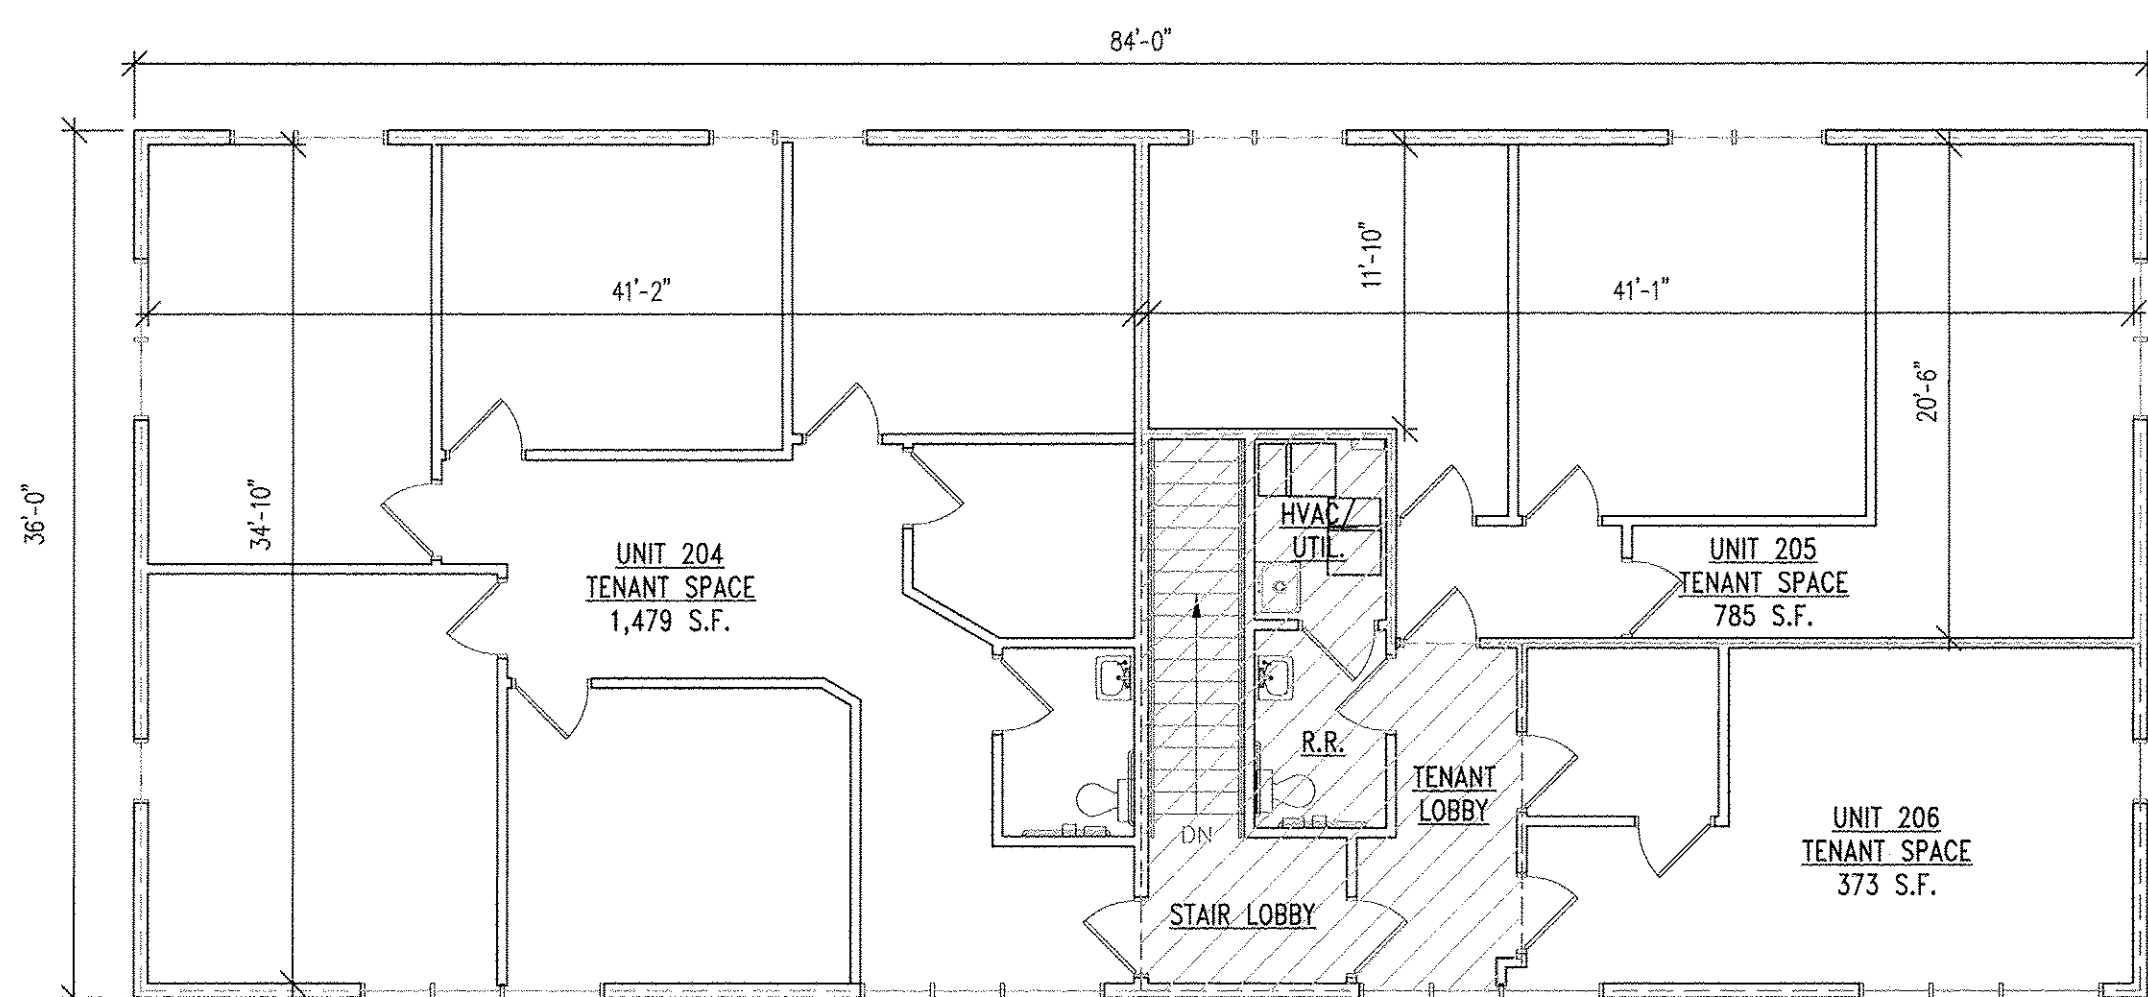 84'-0"
36'-0"
34'-10"
41'-2"
11'-10"
41'-1"
20'-6"
UNIT 204
TENANT SPACE
1,479 S.F.
HVAC/
UTIL.
UNIT 205
TENANT SPACE
785 S.F.
R.R.
TENANT
LOBBY
DN
STAIR LOBBY
UNIT 206
TENANT SPACE
373 S.F.